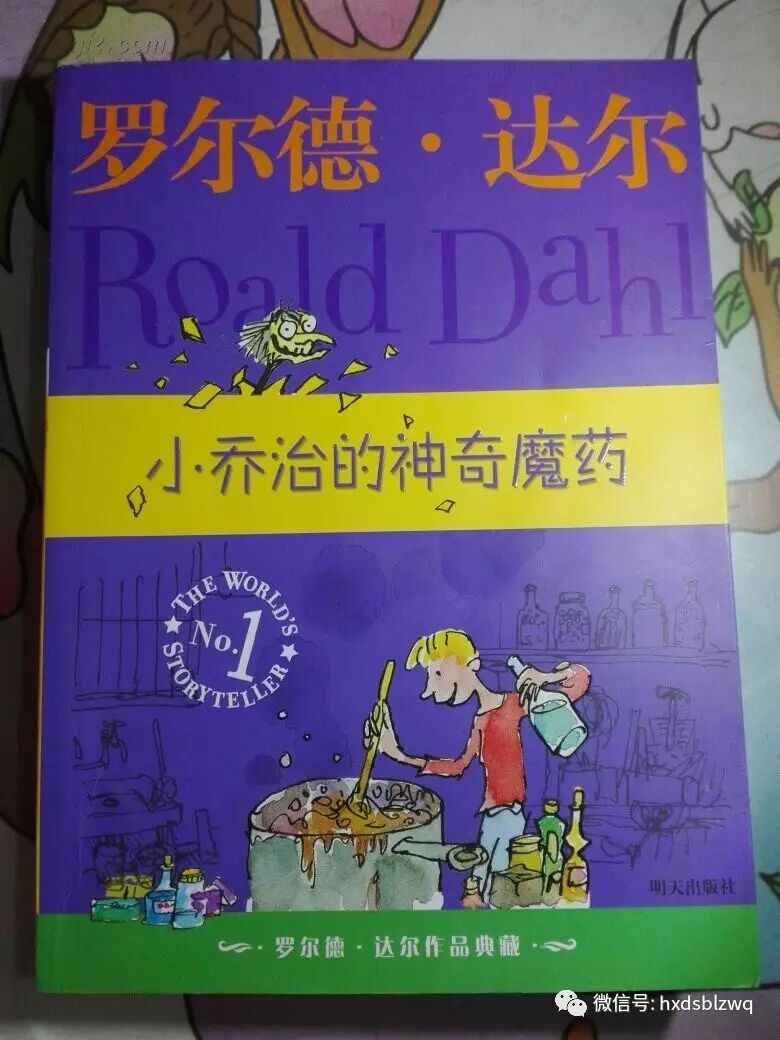 罗尔德·达尔
Roald Dahl
小乔治的神奇魔药
THE WORLD'S
No.1
STORYTELLER
明天出版社
·罗尔德·达尔作品典藏·
微信号: hxdsblzwq